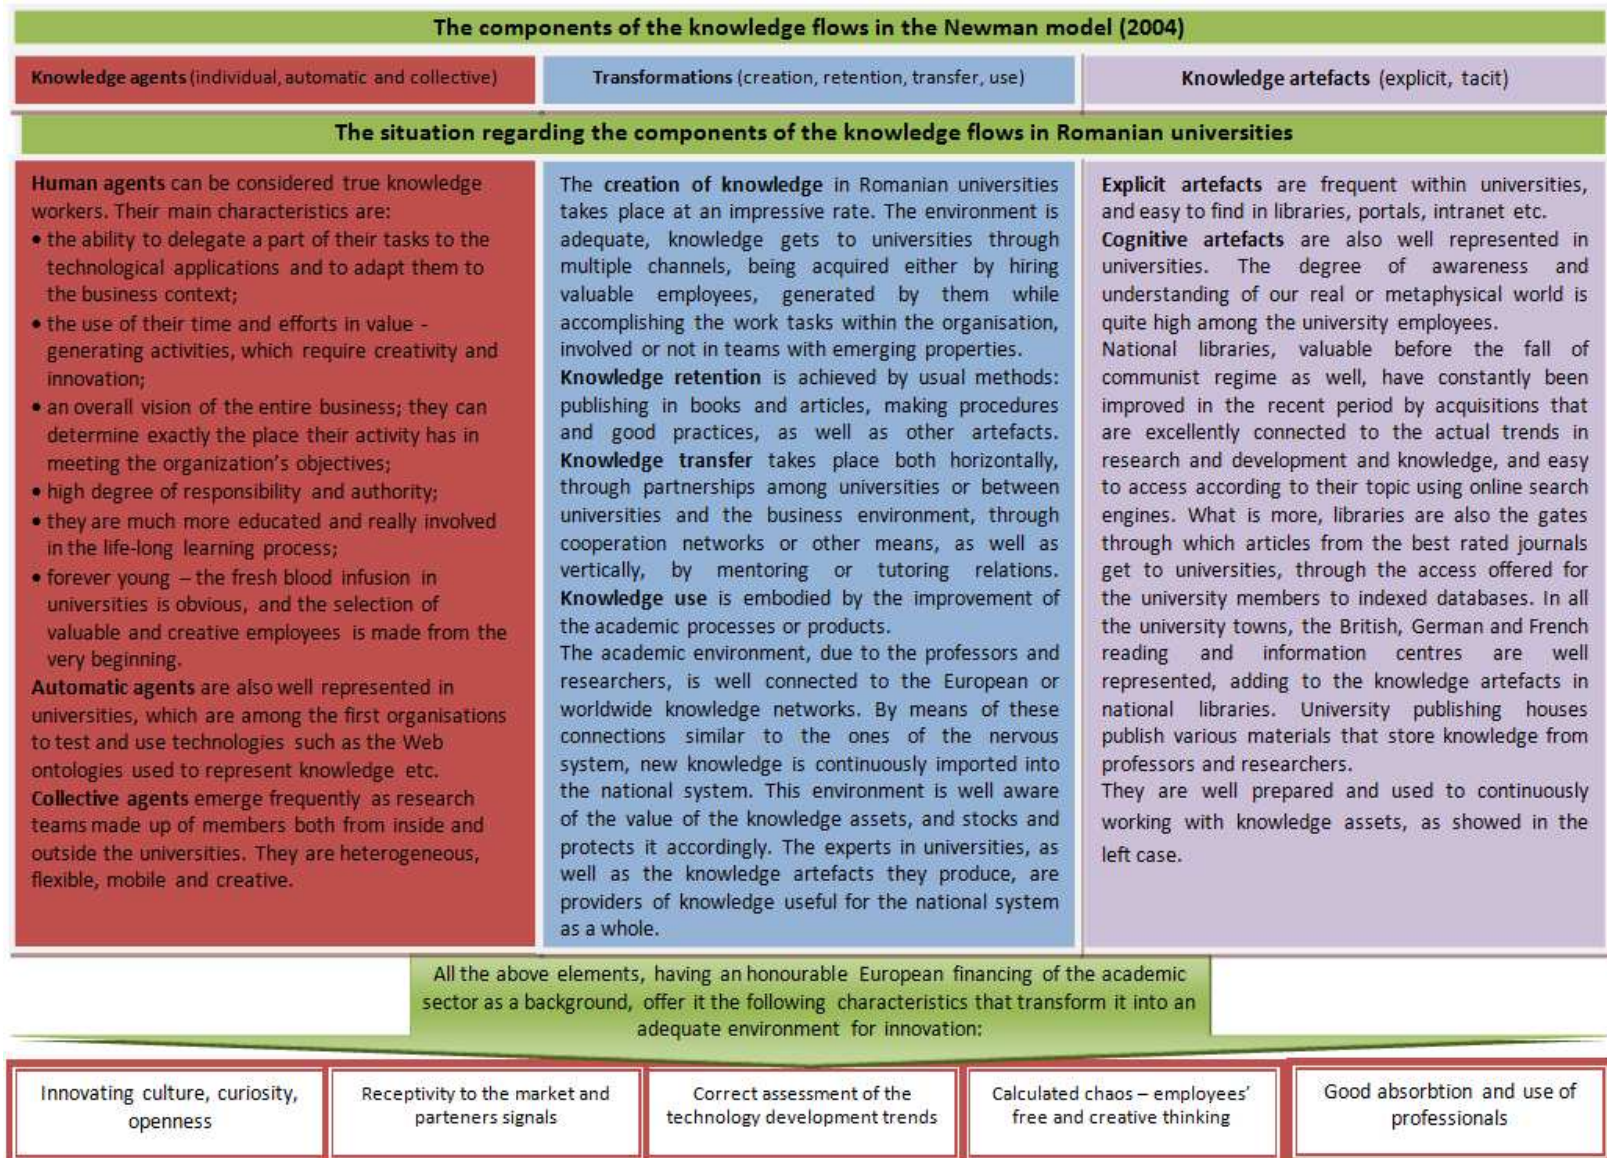 The components of the knowledge flows in the Newman model (2004)
Knowledge agents (individual, automatic and collective)
Transformations (creation, retention, transfer, use)
Knowledge artefacts (explicit, tacit)
The situation regarding the components of the knowledge flows in Romanian universities
Human agents can be considered true knowledge
workers. Their main characteristics are:
• the ability to delegate a part of their tasks to the
technological applications and to adapt them to
the business context;
• the use of their time and efforts in value -
generating activities, which require creativity and
innovation;
• an overall vision of the entire business; they can
determine exactly the place their activity has in
meeting the organization's objectives;
• high degree of responsibility and authority;
• they are much more educated and really involved
in the life-long learning process;
• forever young – the fresh blood infusion in
universities is obvious, and the selection of
valuable and creative employees is made from the
very beginning.
Automatic agents are also well represented in
universities, which are among the first organisations
to test and use technologies such as the Web
ontologies used to represent knowledge etc.
Collective agents emerge frequently as research
teams made up of members both from inside and
outside the universities. They are heterogeneous,
flexible, mobile and creative.
The creation of knowledge in Romanian universities
takes place at an impressive rate. The environment is
adequate, knowledge gets to universities through
multiple channels, being acquired either by hiring
valuable employees, generated by them while
accomplishing the work tasks within the organisation,
involved or not in teams with emerging properties.
Knowledge retention is achieved by usual methods:
publishing in books and articles, making procedures
and good practices, as well as other artefacts.
Knowledge transfer takes place both horizontally,
through partnerships among universities or between
universities and the business environment, through
cooperation networks or other means, as well as
vertically, by mentoring or tutoring relations.
Knowledge use is embodied by the improvement of
the academic processes or products.
The academic environment, due to the professors and
researchers, is well connected to the European or
worldwide knowledge networks. By means of these
connections similar to the ones of the nervous
system, new knowledge is continuously imported into
the national system. This environment is well aware
of the value of the knowledge assets, and stocks and
protects it accordingly. The experts in universities, as
well as the knowledge artefacts they produce, are
providers of knowledge useful for the national system
as a whole.
Explicit artefacts are frequent within universities,
and easy to find in libraries, portals, intranet etc.
Cognitive artefacts are also well represented in
universities. The degree of awareness and
understanding of our real or metaphysical world is
quite high among the university employees.
National libraries, valuable before the fall of
communist regime as well, have constantly been
improved in the recent period by acquisitions that
are excellently connected to the actual trends in
research and development and knowledge, and easy
to access according to their topic using online search
engines. What is more, libraries are also the gates
through which articles from the best rated journals
get to universities, through the access offered for
the university members to indexed databases. In all
the university towns, the British, German and French
reading and information centres are well
represented, adding to the knowledge artefacts in
national libraries. University publishing houses
publish various materials that store knowledge from
professors and researchers.
They are well prepared and used to continuously
working with knowledge assets, as showed in the
left case.
All the above elements, having an honourable European financing of the academic
sector as a background, offer it the following characteristics that transform it into an
adequate environment for innovation:
Innovating culture, curiosity,
openness
Receptivity to the market and
parteners signals
Correct assessment of the
technology development trends
Calculated chaos – employees'
free and creative thinking
Good absorbtion and use of
professionals